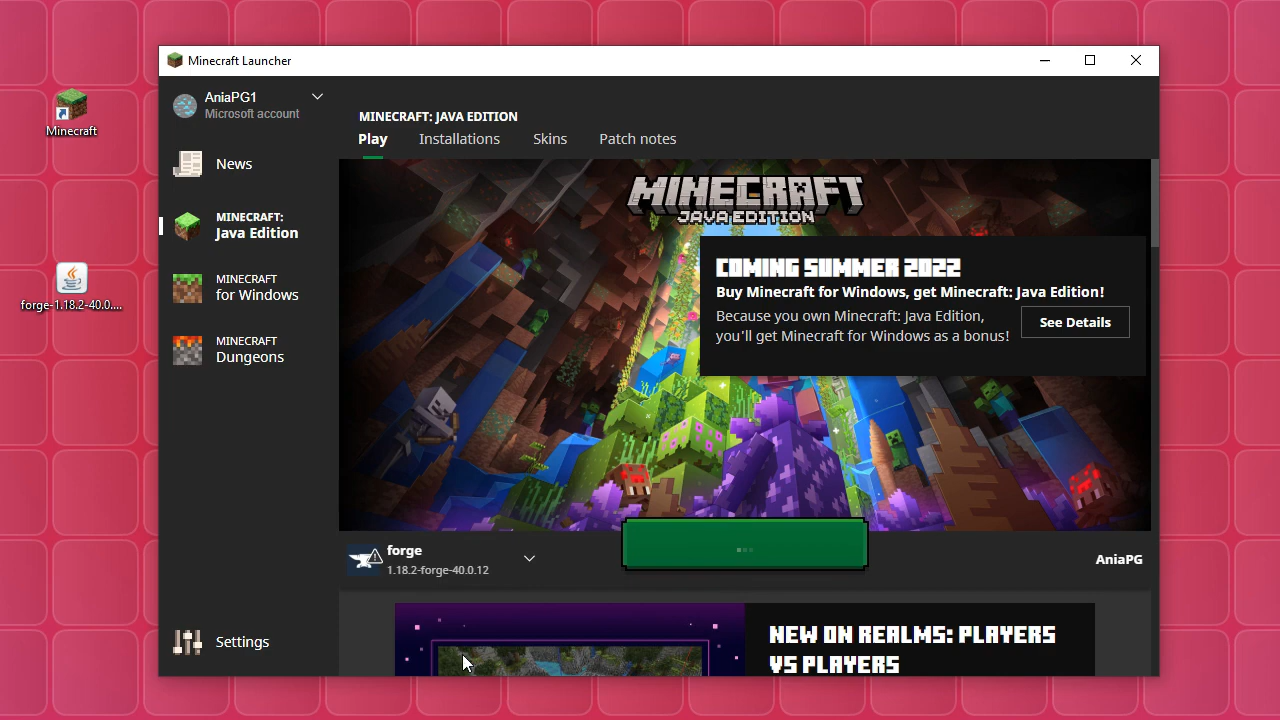 Minecraft
forge-1.18.2-40.0....
Minecraft Launcher
AniaPG1
Microsoft account
News
MINECRAFT:
Java Edition
MINECRAFT
for Windows
MINECRAFT
Dungeons
Settings
MINECRAFT: JAVA EDITION
Play Installations Skins Patch notes
MINECRAFT
JAVA EDITION
COMING SUMMER 2022
Buy Minecraft for Windows, get Minecraft: Java Edition!
Because you own Minecraft: Java Edition,
you'll get Minecraft for Windows as a bonus!
See Details
forge
1.18.2-forge-40.0.12
AniaPG
NEW ON REALMS: PLAYERS
VS PLAYERS